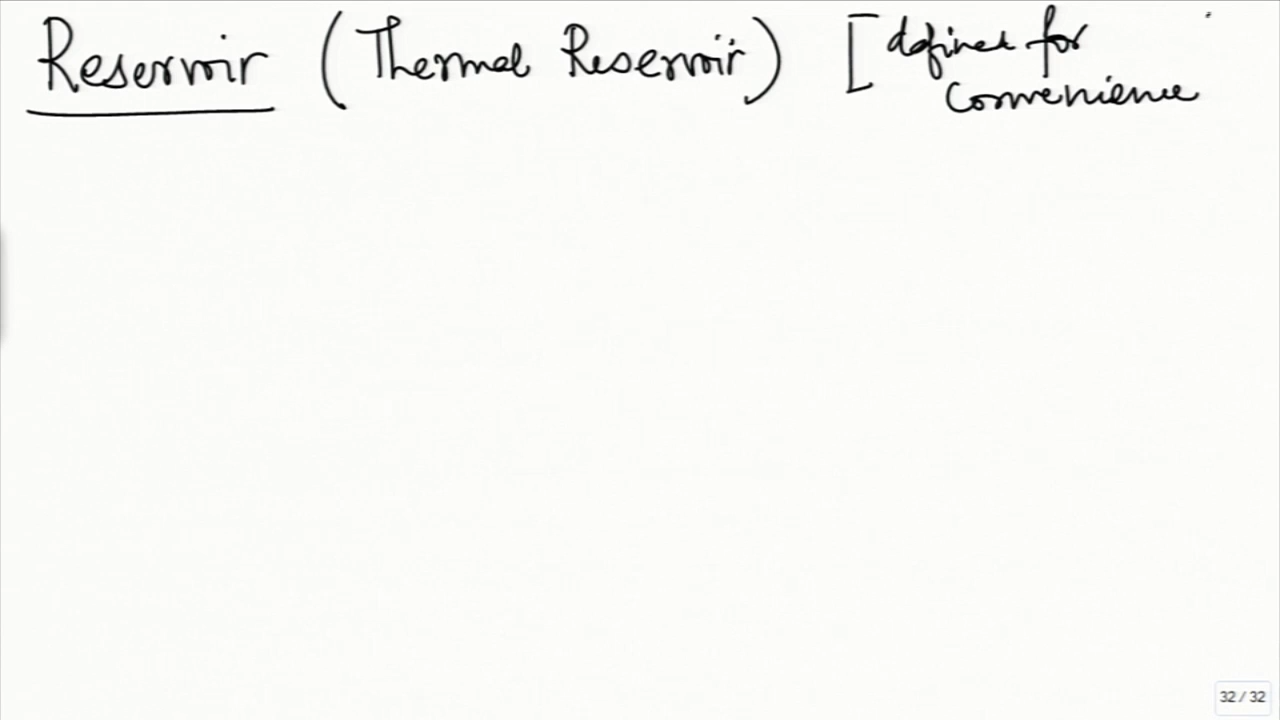 Reservoir (Thermal Reservoir) [defined for
convenience
32 / 32